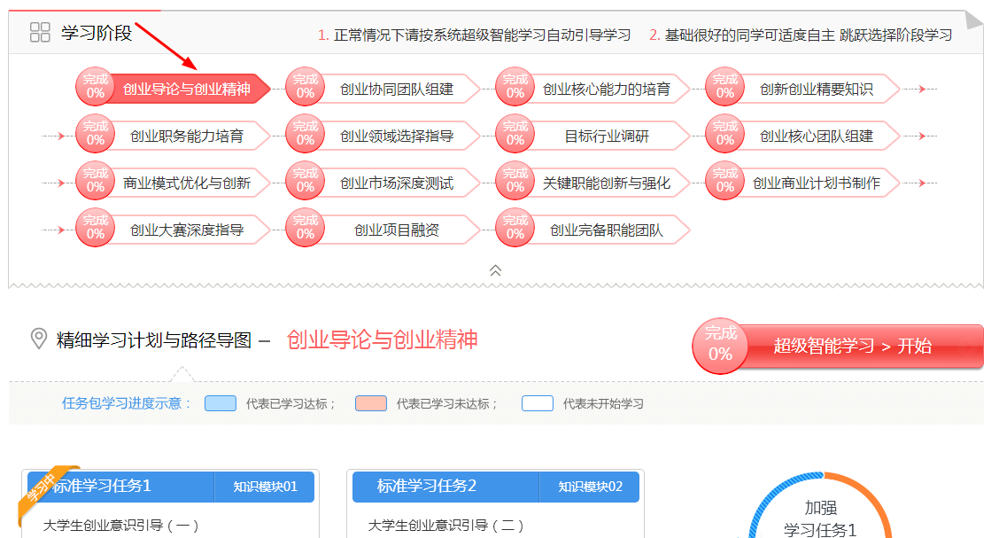 学习阶段
1. 正常情况下请按系统超级智能学习自动引导学习 2. 基础很好的同学可适度自主 跳跃选择阶段学习
完成 0% 创业导论与创业精神
完成 0% 创业协同团队组建
完成 0% 创业核心能力的培育
完成 0% 创新创业精要知识
完成 0% 创业职务能力培育
完成 0% 创业领域选择指导
完成 0% 目标行业调研
完成 0% 创业核心团队组建
完成 0% 商业模式优化与创新
完成 0% 创业市场深度测试
完成 0% 关键职能创新与强化
完成 0% 创业商业计划书制作
完成 0% 创业大赛深度指导
完成 0% 创业项目融资
完成 0% 创业完备职能团队
精细学习计划与路径导图 – 创业导论与创业精神
完成 0% 超级智能学习 > 开始
任务包学习进度示意： 代表已学习达标； 代表已学习未达标； 代表未开始学习
学习中
标准学习任务1 知识模块01
大学生创业意识引导（一）
标准学习任务2 知识模块02
大学生创业意识引导（二）
加强
学习任务1